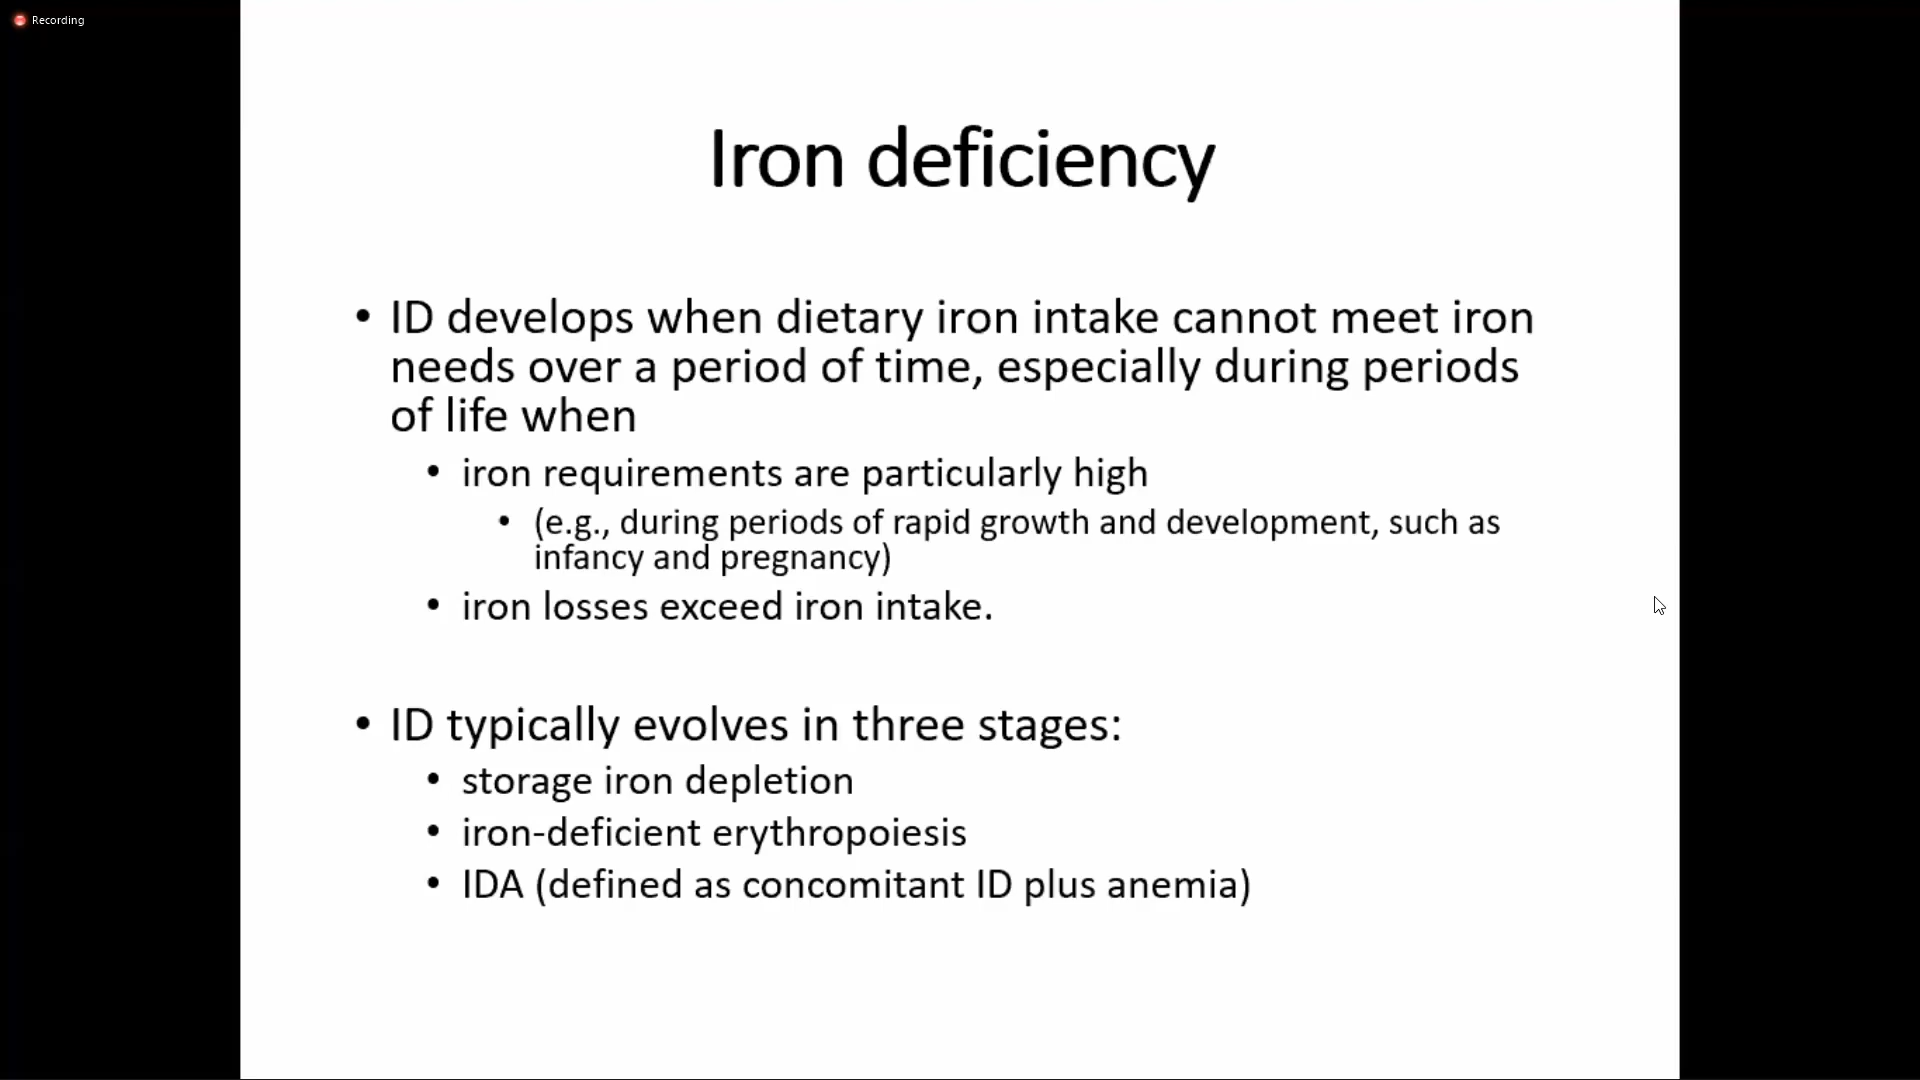 Recording
Iron deficiency
• ID develops when dietary iron intake cannot meet iron
needs over a period of time, especially during periods
of life when
• iron requirements are particularly high
• (e.g., during periods of rapid growth and development, such as
infancy and pregnancy)
• iron losses exceed iron intake.
• ID typically evolves in three stages:
• storage iron depletion
• iron-deficient erythropoiesis
• IDA (defined as concomitant ID plus anemia)